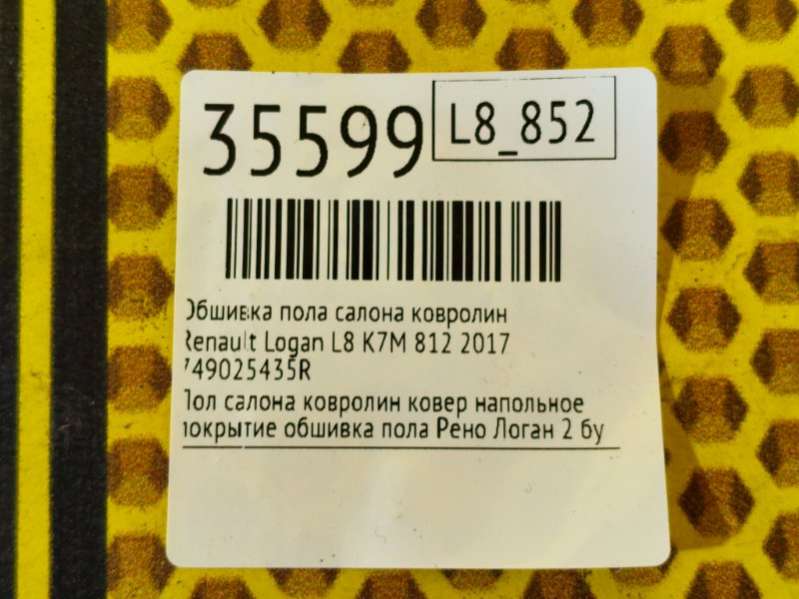 35599
L8_852
Обшивка пола салона ковролин
Renault Logan L8 K7M 812 2017
749025435R
Пол салона ковролин ковер напольное
покрытие обшивка пола Рено Логан 2 бу